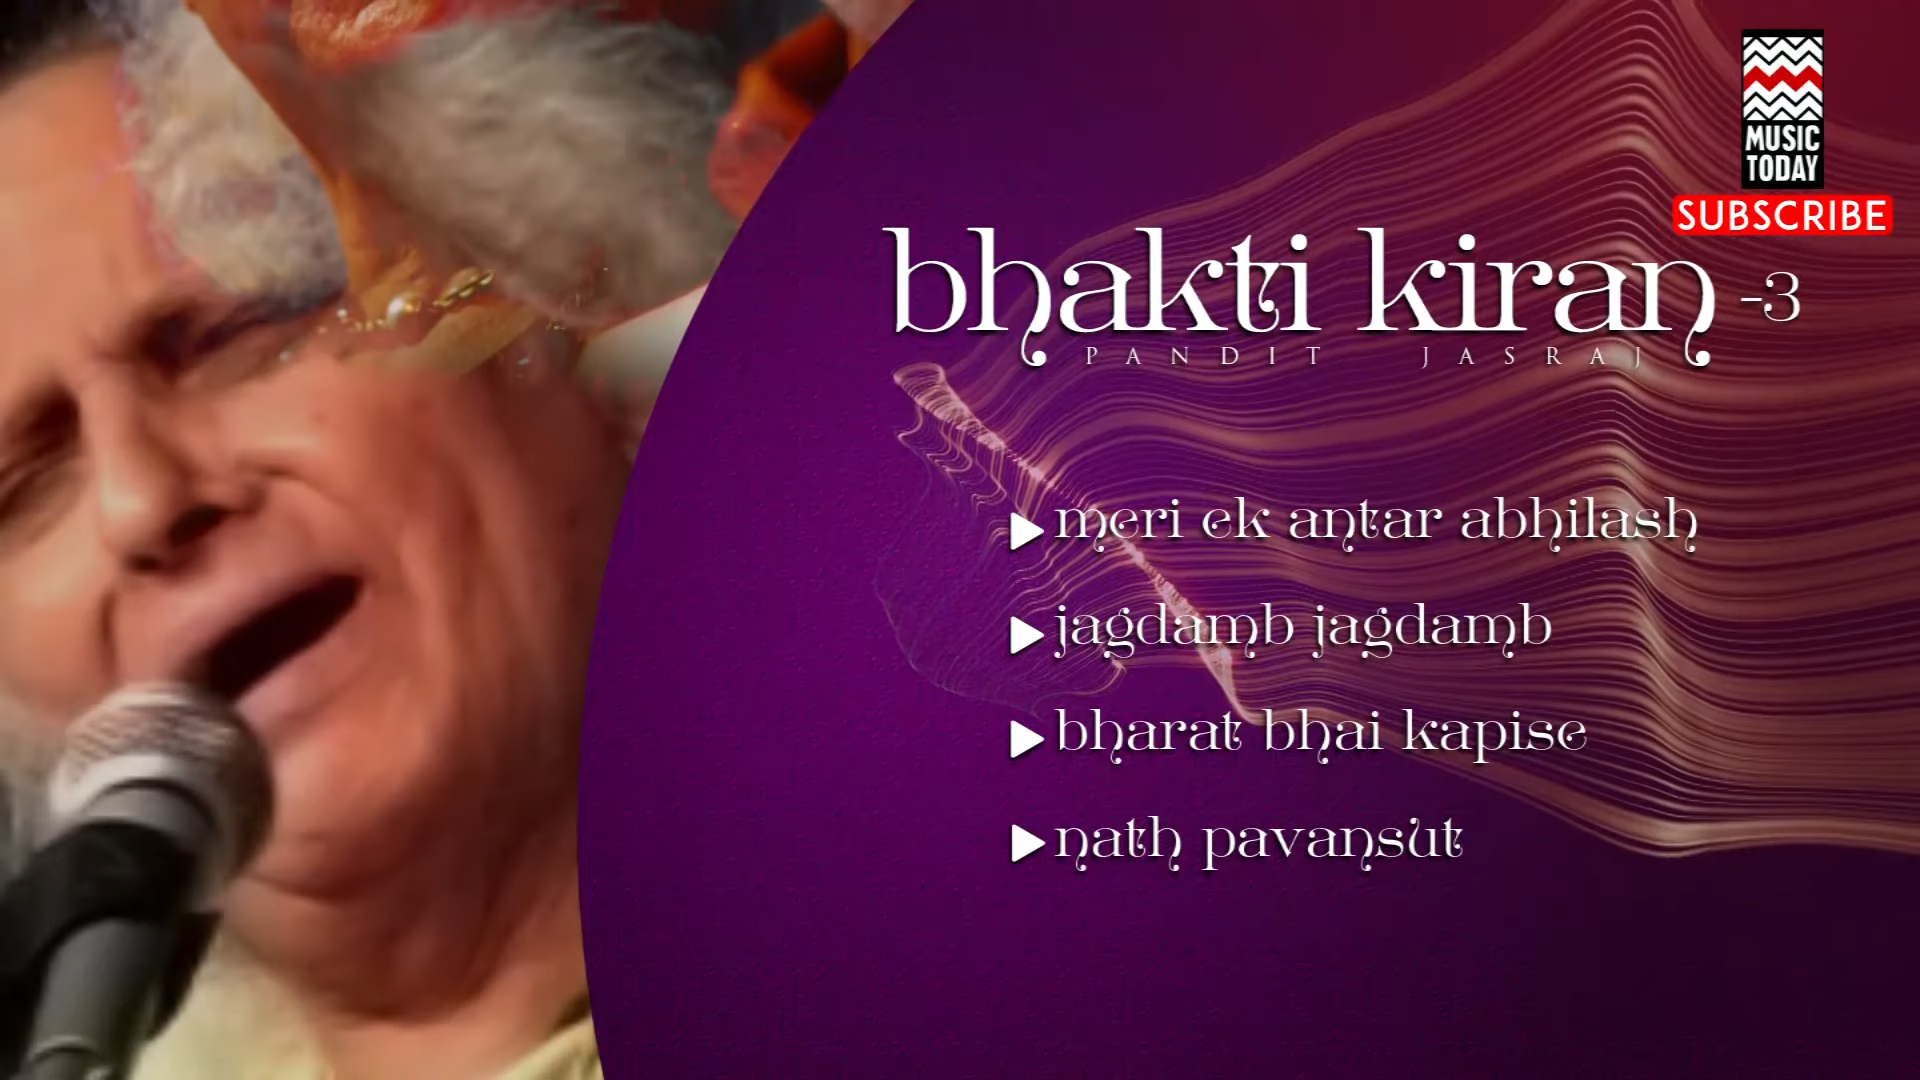 MUSIC
TODAY
SUBSCRIBE
bhakti kiran -3
PANDIT JASRAJ
meri ek antar abhilash
jagdamb jagdamb
bharat bhai kapise
nath pavansut